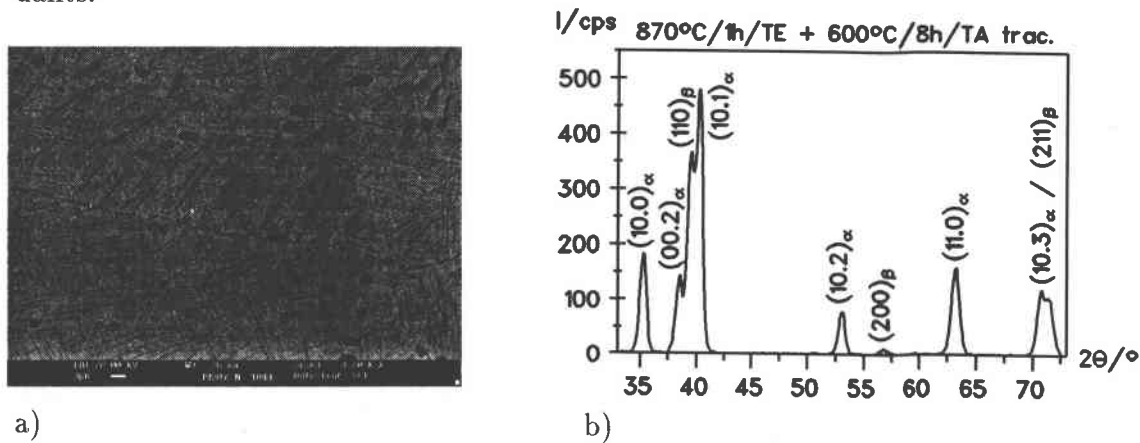 dants.
I/cps 870°C/1h/TE + 600°C/8h/TA trac.
500
400
300
200
100
0
(10.0)α
(00.2)α
(110)β
(10.1)α
(10.2)α
(200)β
(11.0)α
(10.3)α / (211)β
35 45 40 55 50 65 60 70
2θ/°
a)
b)